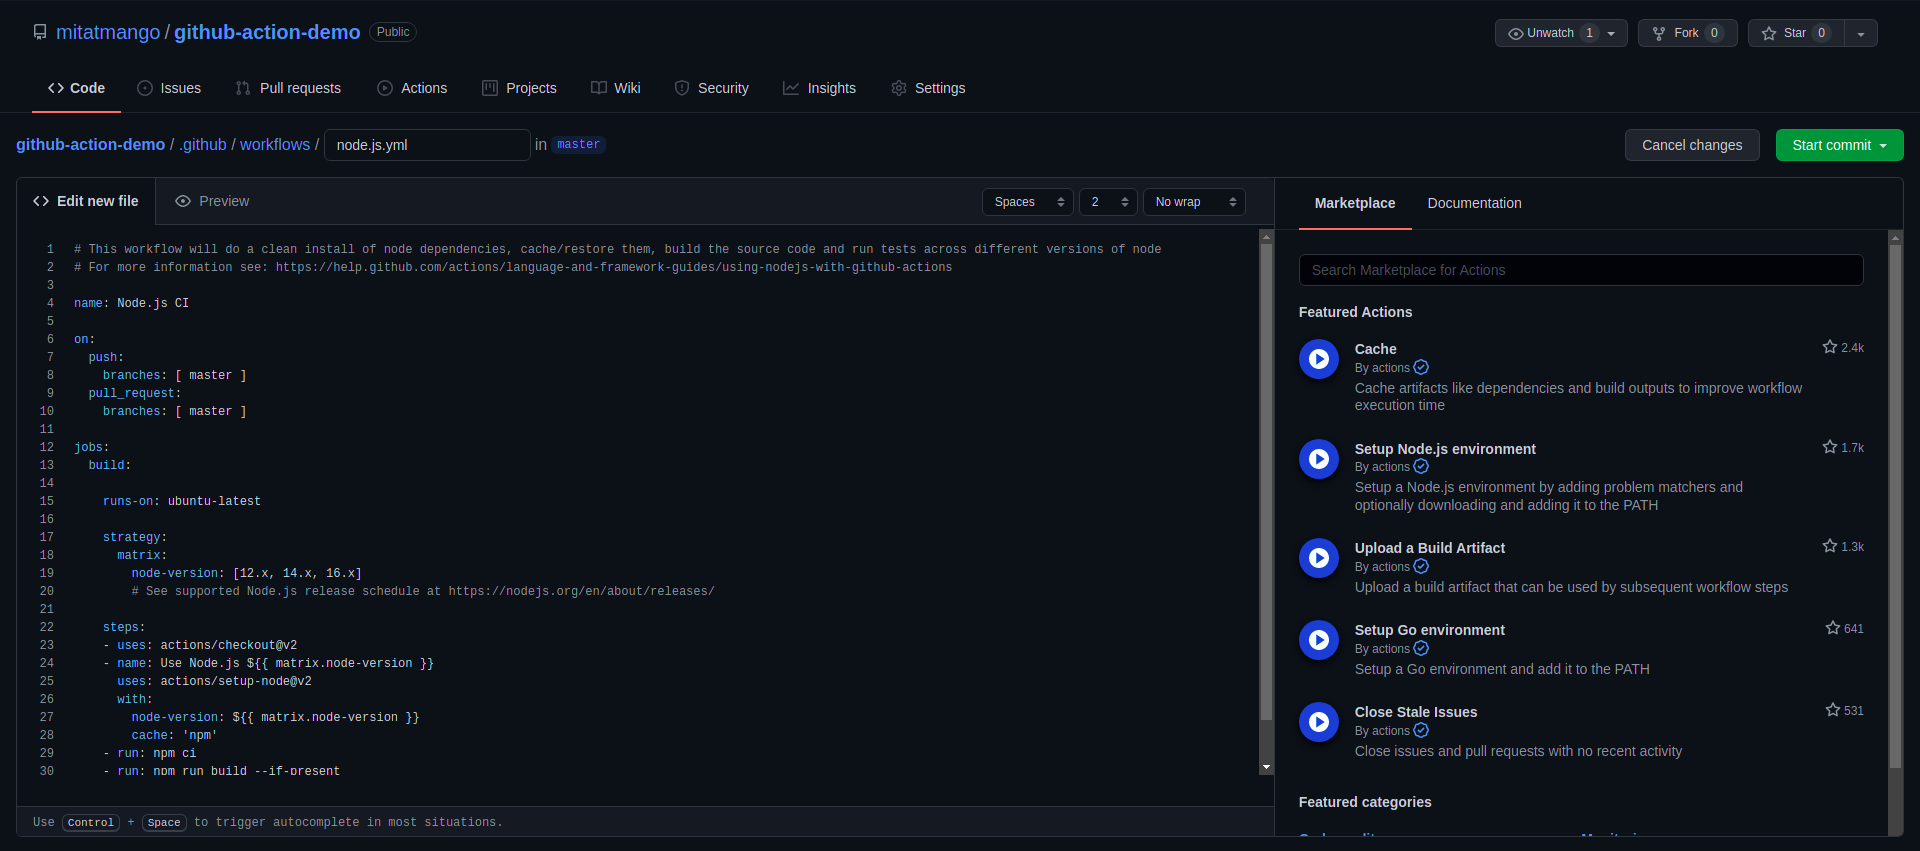 mitatmango / github-action-demo Public
Unwatch 1 Fork 0 Star 0
Code Issues Pull requests Actions Projects Wiki Security Insights Settings
github-action-demo / .github / workflows / node.js.yml in master
Cancel changes Start commit
Edit new file Preview
Spaces 2 No wrap
1 # This workflow will do a clean install of node dependencies, cache/restore them, build the source code and run tests across different versions of node
2 # For more information see: https://help.github.com/actions/language-and-framework-guides/using-nodejs-with-github-actions
3
4 name: Node.js CI
5
6 on:
7 push:
8 branches: [ master ]
9 pull_request:
10 branches: [ master ]
11
12 jobs:
13 build:
14
15 runs-on: ubuntu-latest
16
17 strategy:
18 matrix:
19 node-version: [12.x, 14.x, 16.x]
20 # See supported Node.js release schedule at https://nodejs.org/en/about/releases/
21
22 steps:
23 - uses: actions/checkout@v2
24 - name: Use Node.js ${{ matrix.node-version }}
25 uses: actions/setup-node@v2
26 with:
27 node-version: ${{ matrix.node-version }}
28 cache: 'npm'
29 - run: npm ci
30 - run: npm run build --if-present
Use Control + Space to trigger autocomplete in most situations.
Marketplace Documentation
Search Marketplace for Actions
Featured Actions
Cache 2.4k
By actions
Cache artifacts like dependencies and build outputs to improve workflow
execution time
Setup Node.js environment 1.7k
By actions
Setup a Node.js environment by adding problem matchers and
optionally downloading and adding it to the PATH
Upload a Build Artifact 1.3k
By actions
Upload a build artifact that can be used by subsequent workflow steps
Setup Go environment 641
By actions
Setup a Go environment and add it to the PATH
Close Stale Issues 531
By actions
Close issues and pull requests with no recent activity
Featured categories